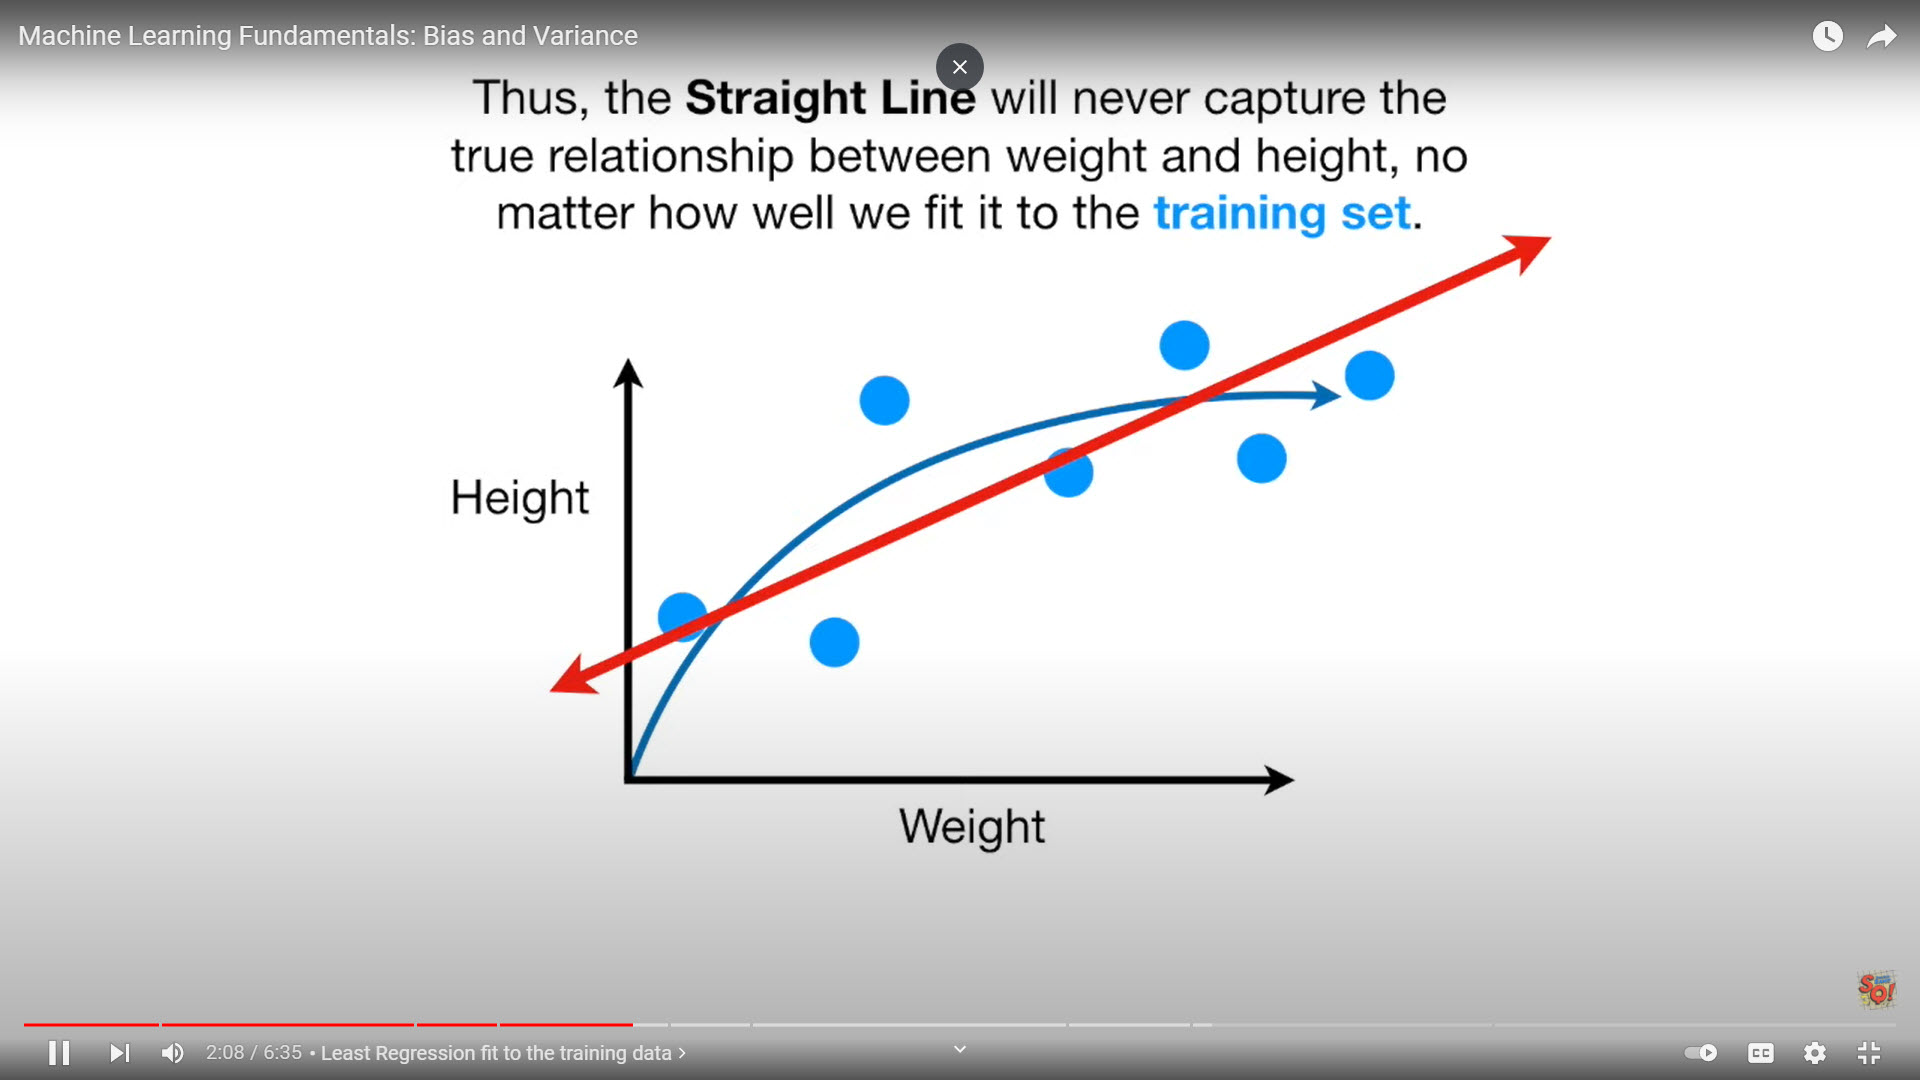 Machine Learning Fundamentals: Bias and Variance
Thus, the Straight Line will never capture the
true relationship between weight and height, no
matter how well we fit it to the training set.
Height
Weight
2:08 / 6:35 • Least Regression fit to the training data >
CC